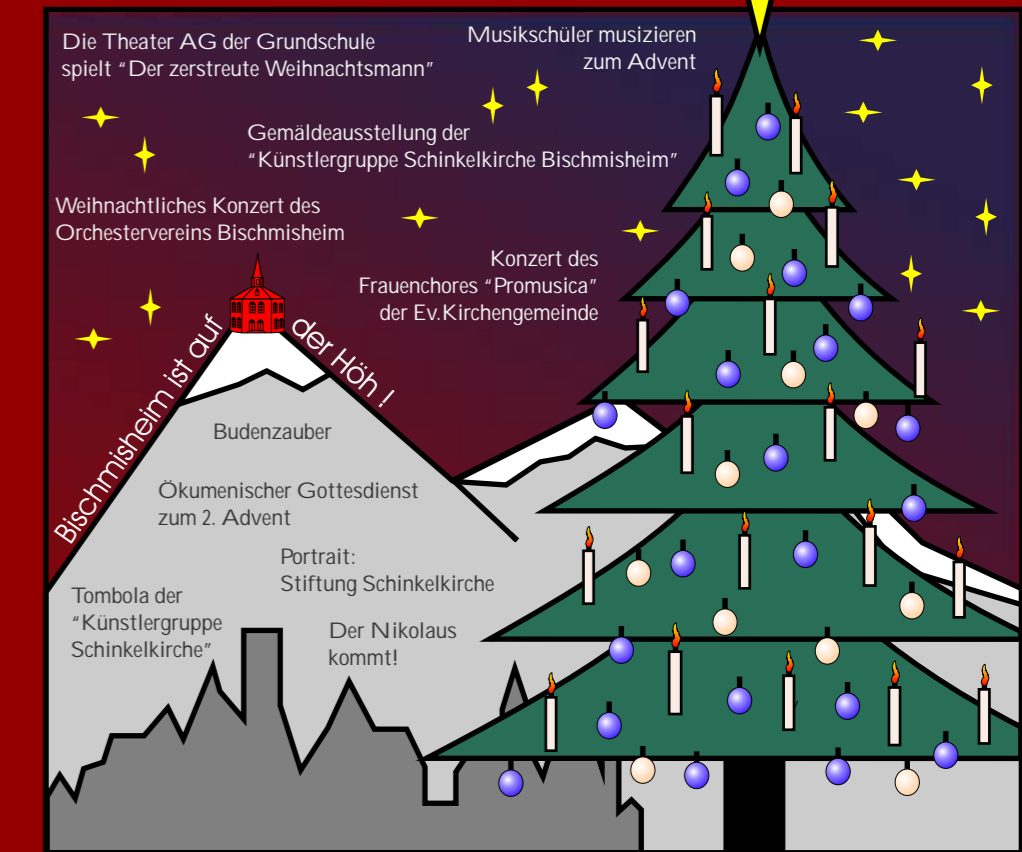 Die Theater AG der Grundschule
spielt "Der zerstreute Weihnachtsmann"
Musikschüler musizieren
zum Advent
Gemäldeausstellung der
"Künstlergruppe Schinkelkirche Bischmisheim"
Weihnachtliches Konzert des
Orchestervereins Bischmisheim
Konzert des
Frauenchores "Promusica"
der Ev.Kirchengemeinde
Bischmisheim ist auf der Höh !
Budenzauber
Ökumenischer Gottesdienst
zum 2. Advent
Portrait:
Stiftung Schinkelkirche
Tombola der
"Künstlergruppe
Schinkelkirche"
Der Nikolaus
kommt!